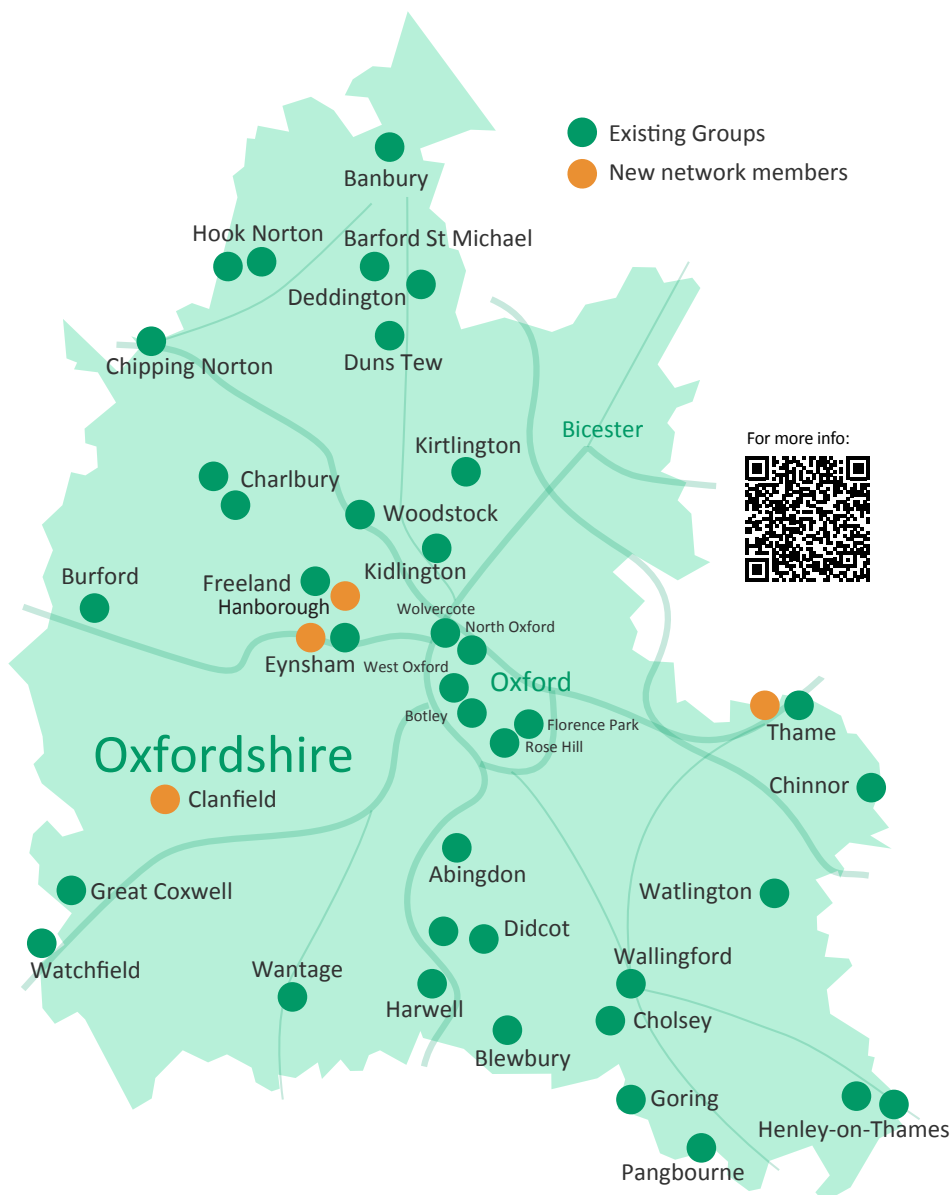 Existing Groups
New network members
Banbury
Hook Norton
Barford St Michael
Deddington
Duns Tew
Chipping Norton
Bicester
For more info:
Kirtlington
Charlbury
Woodstock
Kidlington
Burford
Freeland
Hanborough
Wolvercote
North Oxford
Eynsham
West Oxford
Oxford
Botley
Florence Park
Rose Hill
Thame
Oxfordshire
Chinnor
Clanfield
Abingdon
Great Coxwell
Watlington
Didcot
Watchfield
Wantage
Wallingford
Harwell
Cholsey
Blewbury
Goring
Henley-on-Thames
Pangbourne